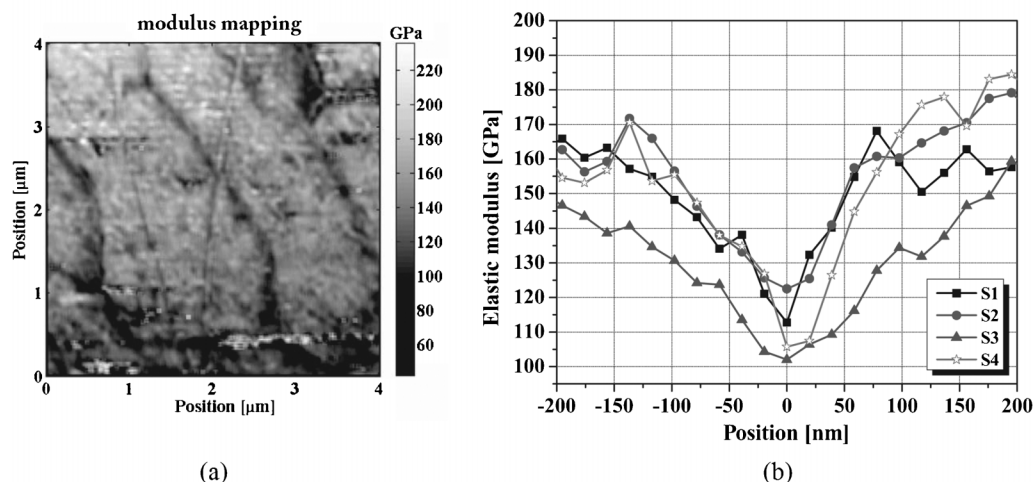 modulus mapping
GPa
4
3
2
1
0
Position [µm]
0 1 2 3 4
Position [µm]
220
200
180
160
140
120
100
80
60
(a)
200
190
180
170
160
150
140
130
120
110
100
Elastic modulus [GPa]
-200 -150 -100 -50 0 50 100 150 200
Position [nm]
S1
S2
S3
S4
(b)